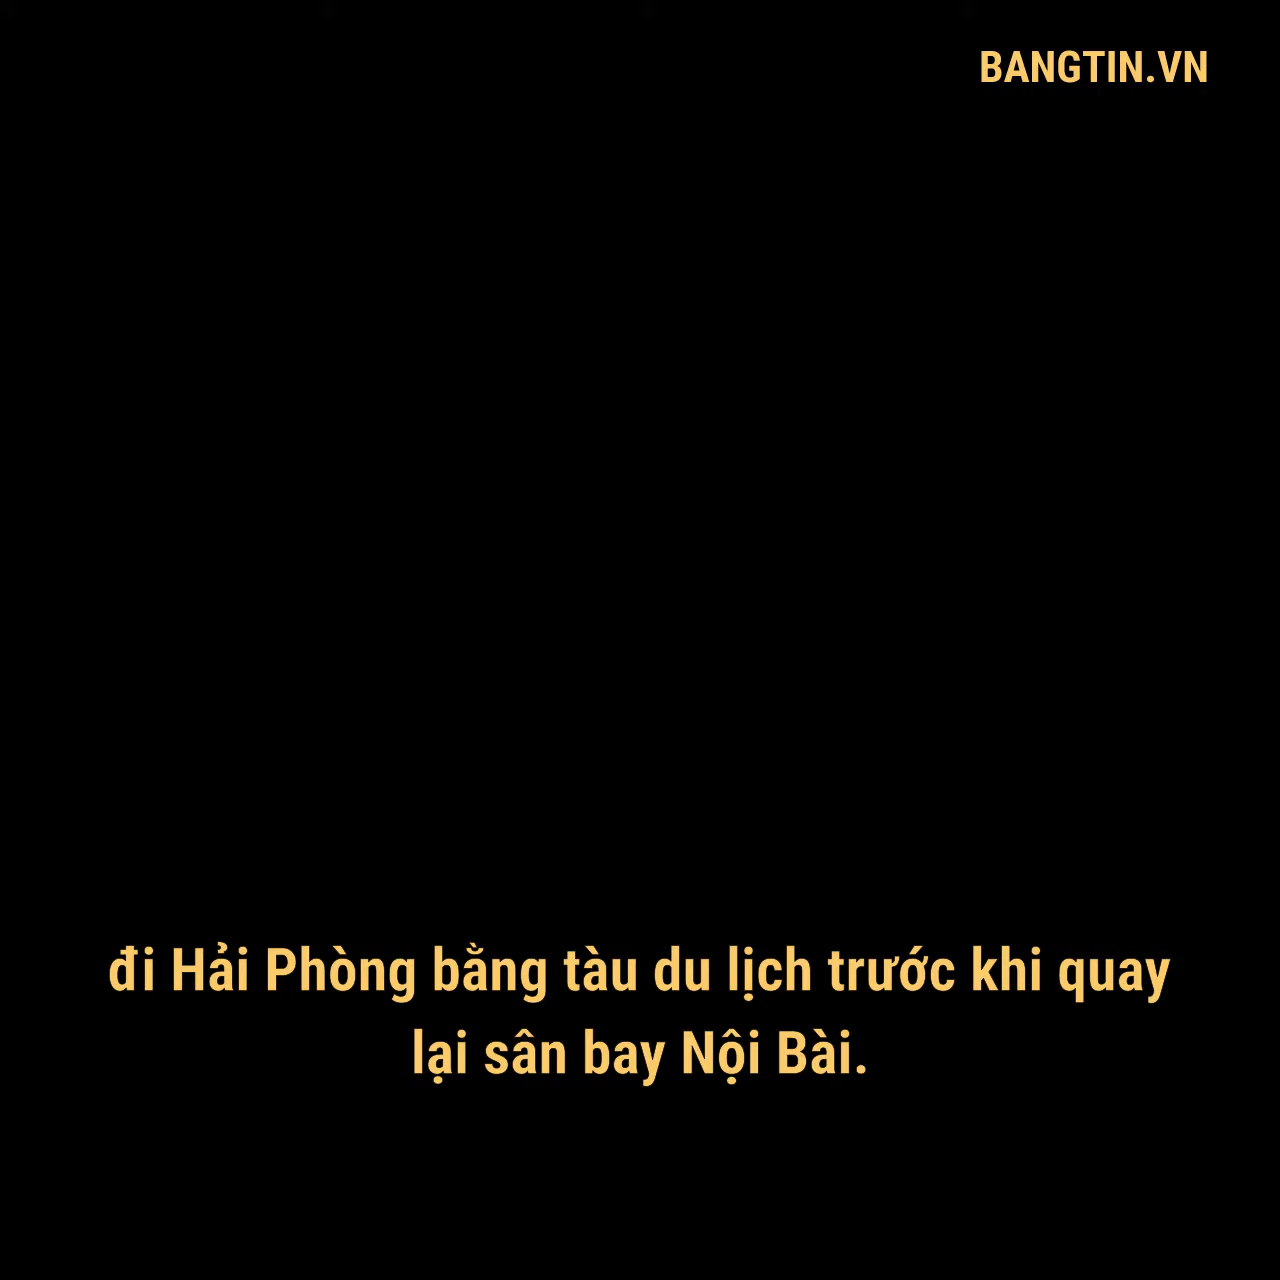 BANGTIN.VN
đi Hải Phòng bằng tàu du lịch trước khi quay
lại sân bay Nội Bài.